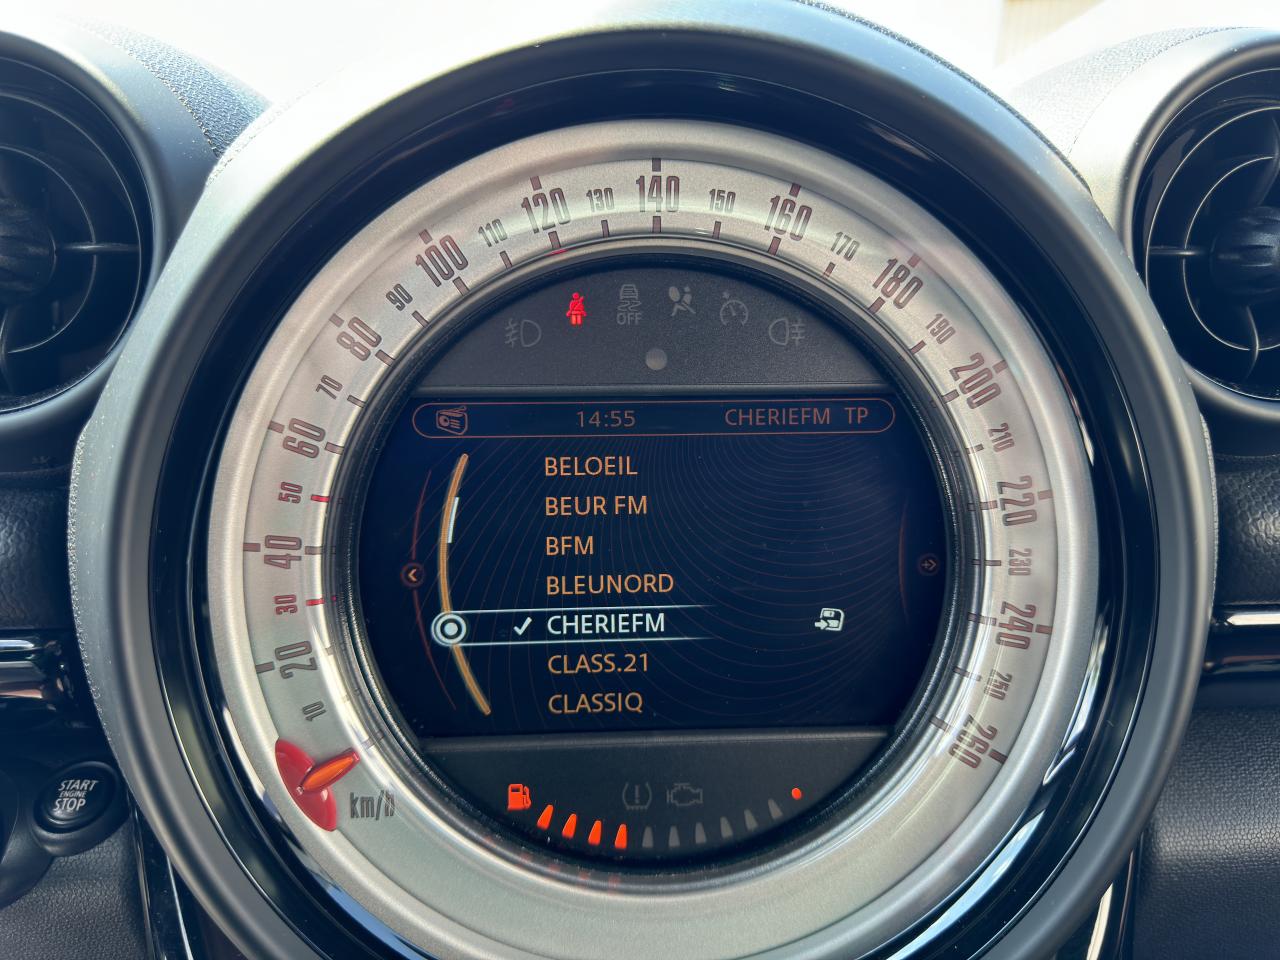 10
20
30
40
50
60
70
80
90
100
110
120
130
140
150
160
170
180
190
200
210
220
230
240
250
260
km/h
OFF
14:55 CHERIEFM TP
BELOEIL
BEUR FM
BFM
BLEUNORD
CHERIEFM
CLASS.21
CLASSIQ
START
ENGINE
STOP